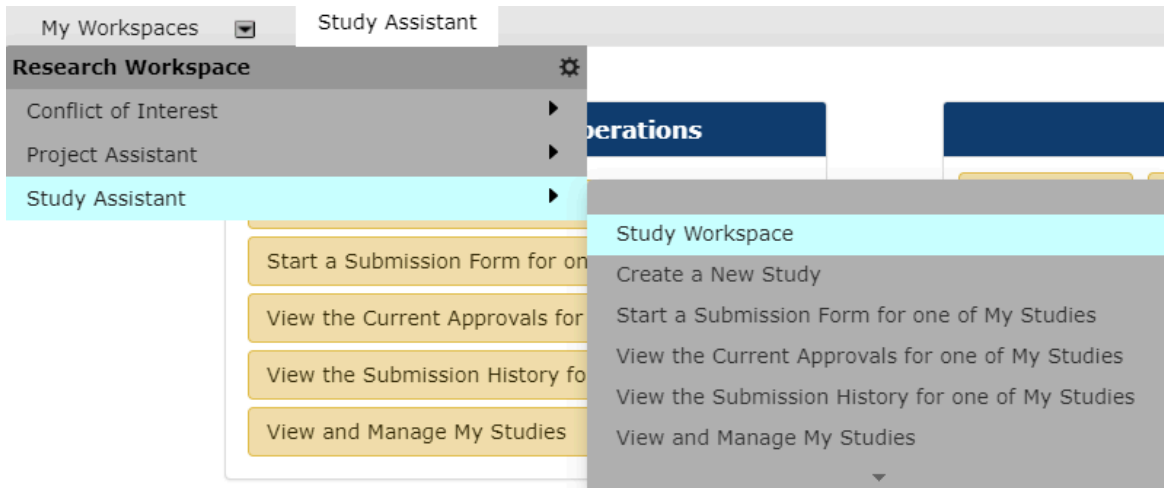 My Workspaces
Study Assistant
Research Workspace
Conflict of Interest
Project Assistant
Study Assistant
perations
Start a Submission Form for on
View the Current Approvals for
View the Submission History fo
View and Manage My Studies
Study Workspace
Create a New Study
Start a Submission Form for one of My Studies
View the Current Approvals for one of My Studies
View the Submission History for one of My Studies
View and Manage My Studies